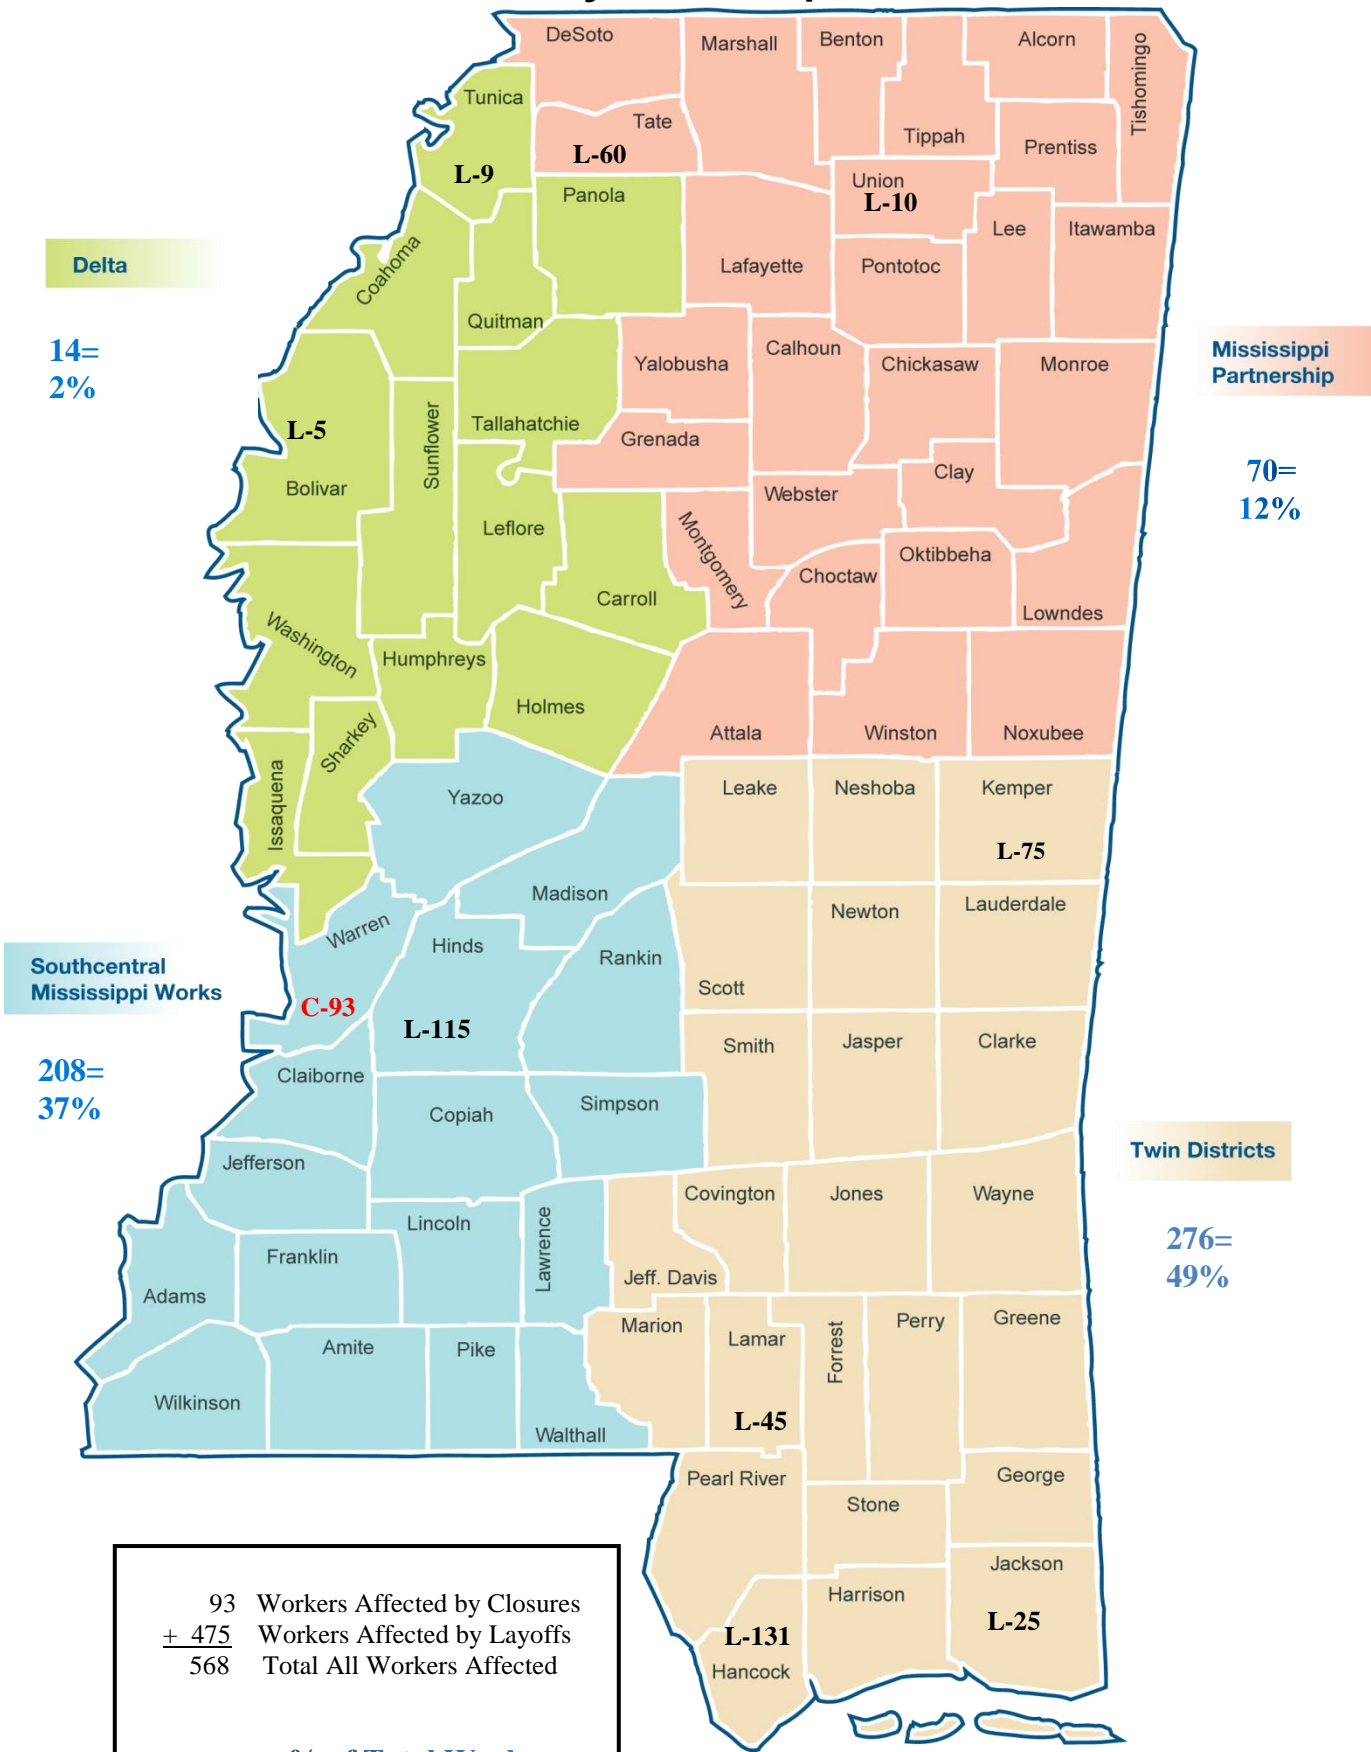 DeSoto
Marshall
Benton
Alcorn
Tishomingo
Tunica
Tate
Tippah
Prentiss
L-9
L-60
Union
L-10
Panola
Lee
Itawamba
Coahoma
Lafayette
Pontotoc
Delta
Quitman
14=
2%
Yalobusha
Calhoun
Chickasaw
Monroe
Mississippi
Partnership
L-5
Sunflower
Tallahatchie
Grenada
Bolivar
Clay
70=
12%
Webster
Leflore
Montgomery
Oktibbeha
Choctaw
Carroll
Lowndes
Washington
Humphreys
Holmes
Sharkey
Attala
Winston
Noxubee
Issaquena
Yazoo
Leake
Neshoba
Kemper
L-75
Madison
Warren
Newton
Lauderdale
Hinds
Rankin
Southcentral
Mississippi Works
Scott
C-93
L-115
Smith
Jasper
Clarke
208=
37%
Claiborne
Copiah
Simpson
Jefferson
Twin Districts
Covington
Jones
Wayne
Lincoln
Lawrence
Franklin
276=
49%
Adams
Jeff. Davis
Marion
Lamar
Forrest
Perry
Greene
Amite
Pike
Wilkinson
Walthall
L-45
Pearl River
George
Stone
Jackson
Harrison
L-25
L-131
Hancock
93 Workers Affected by Closures
+ 475 Workers Affected by Layoffs
568 Total All Workers Affected
% of Total